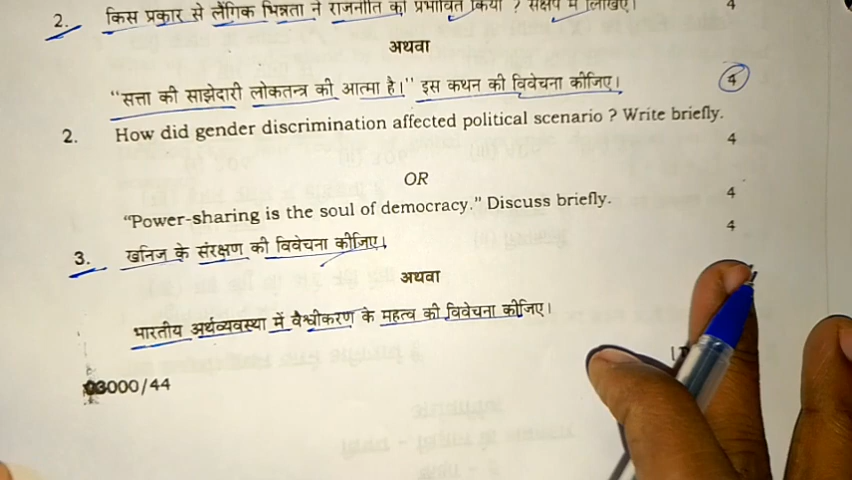 2. किस प्रकार से लैंगिक भिन्नता ने राजनीति को प्रभावित किया ? संक्षेप में लिखिए। 4
अथवा
"सत्ता की साझेदारी लोकतन्त्र की आत्मा है।" इस कथन की विवेचना कीजिए। 4
2. How did gender discrimination affected political scenario ? Write briefly. 4
OR
"Power-sharing is the soul of democracy." Discuss briefly. 4
3. खनिज के संरक्षण की विवेचना कीजिए। 4
अथवा
भारतीय अर्थव्यवस्था में वैश्वीकरण के महत्व की विवेचना कीजिए।
03000/44